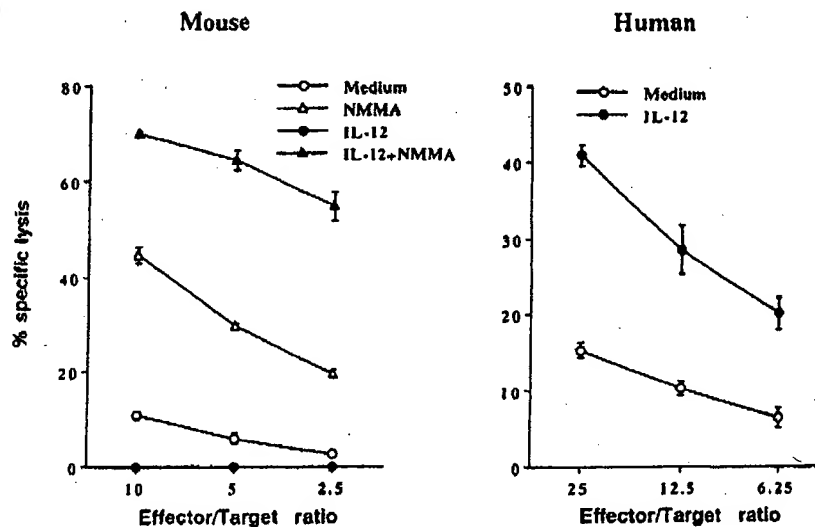 Mouse
Human
80
60
40
20
0
% specific lysis
Medium
NMMA
IL-12
IL-12+NMMA
10 5 2.5
Effector/Target ratio
50
40
30
20
10
0
Medium
IL-12
25 12.5 6.25
Effector/Target ratio